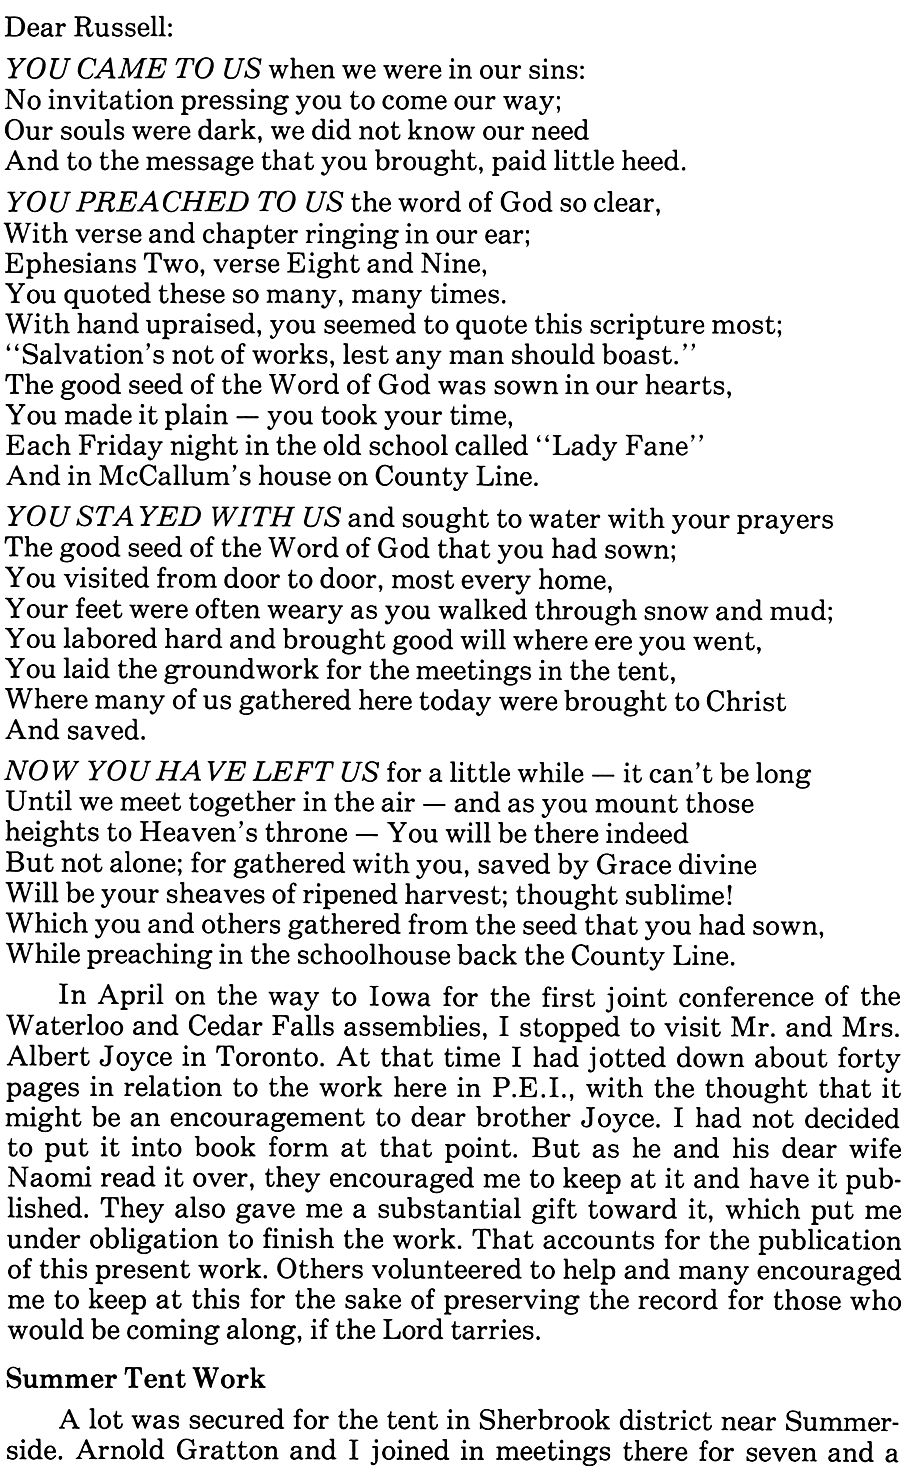 Dear Russell:
YOU CAME TO US when we were in our sins:
No invitation pressing you to come our way;
Our souls were dark, we did not know our need
And to the message that you brought, paid little heed.
YOU PREACHED TO US the word of God so clear,
With verse and chapter ringing in our ear;
Ephesians Two, verse Eight and Nine,
You quoted these so many, many times.
With hand upraised, you seemed to quote this scripture most;
"Salvation's not of works, lest any man should boast."
The good seed of the Word of God was sown in our hearts,
You made it plain — you took your time,
Each Friday night in the old school called "Lady Fane"
And in McCallum's house on County Line.
YOU STAYED WITH US and sought to water with your prayers
The good seed of the Word of God that you had sown;
You visited from door to door, most every home,
Your feet were often weary as you walked through snow and mud;
You labored hard and brought good will where ere you went,
You laid the groundwork for the meetings in the tent,
Where many of us gathered here today were brought to Christ
And saved.
NOW YOU HAVE LEFT US for a little while — it can't be long
Until we meet together in the air — and as you mount those
heights to Heaven's throne — You will be there indeed
But not alone; for gathered with you, saved by Grace divine
Will be your sheaves of ripened harvest; thought sublime!
Which you and others gathered from the seed that you had sown,
While preaching in the schoolhouse back the County Line.
In April on the way to Iowa for the first joint conference of the
Waterloo and Cedar Falls assemblies, I stopped to visit Mr. and Mrs.
Albert Joyce in Toronto. At that time I had jotted down about forty
pages in relation to the work here in P.E.I., with the thought that it
might be an encouragement to dear brother Joyce. I had not decided
to put it into book form at that point. But as he and his dear wife
Naomi read it over, they encouraged me to keep at it and have it pub-
lished. They also gave me a substantial gift toward it, which put me
under obligation to finish the work. That accounts for the publication
of this present work. Others volunteered to help and many encouraged
me to keep at this for the sake of preserving the record for those who
would be coming along, if the Lord tarries.
Summer Tent Work
A lot was secured for the tent in Sherbrook district near Summer-
side. Arnold Gratton and I joined in meetings there for seven and a